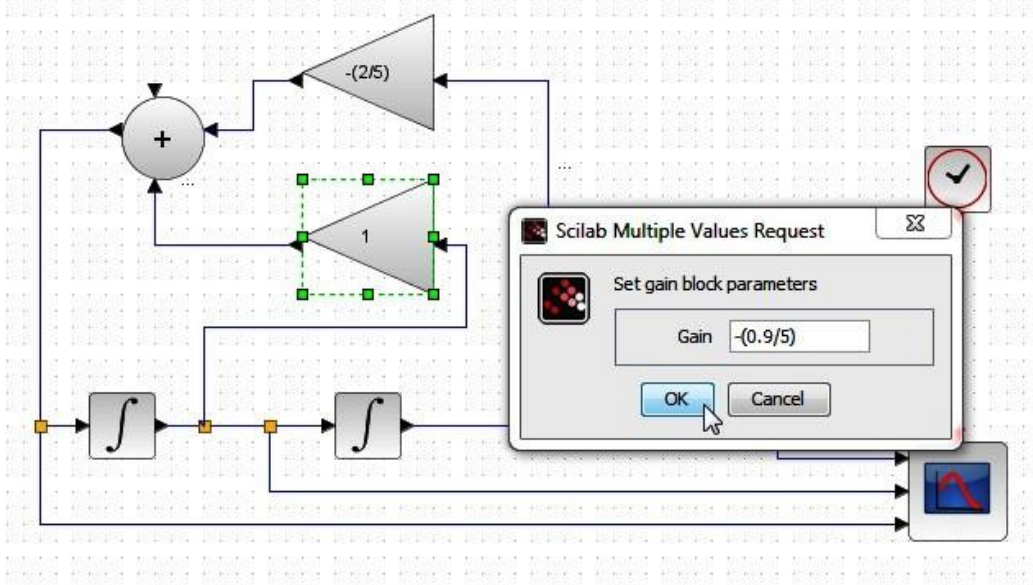 -(2/5)
+
...
...
1
∫
∫
Scilab Multiple Values Request
Set gain block parameters
Gain -(0.9/5)
OK Cancel